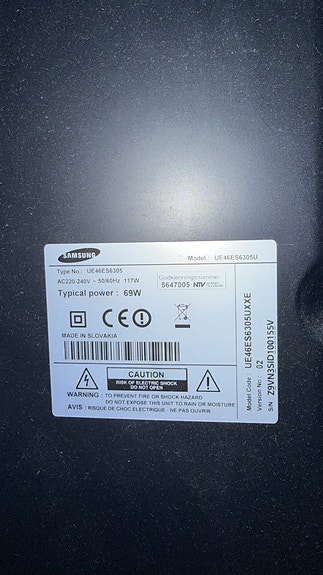 SAMSUNG
Model : UE46ES6305U
Type No. : UE46ES6305
AC220-240V ~ 50/60Hz 117W
Typical power : 69W
Godkenningsnummer
5647005 NTV
CE
MADE IN SLOVAKIA
CAUTION
RISK OF ELECTRIC SHOCK
DO NOT OPEN
WARNING : TO PREVENT FIRE OR SHOCK HAZARD
DO NOT EXPOSE THIS UNIT TO RAIN OR MOISTURE
AVIS : RISQUE DE CHOC ELECTRIQUE - NE PAS OUVRIR
Model Code : UE46ES6305UXXE
Version No : 02
S/N : Z9VN3SID100155V